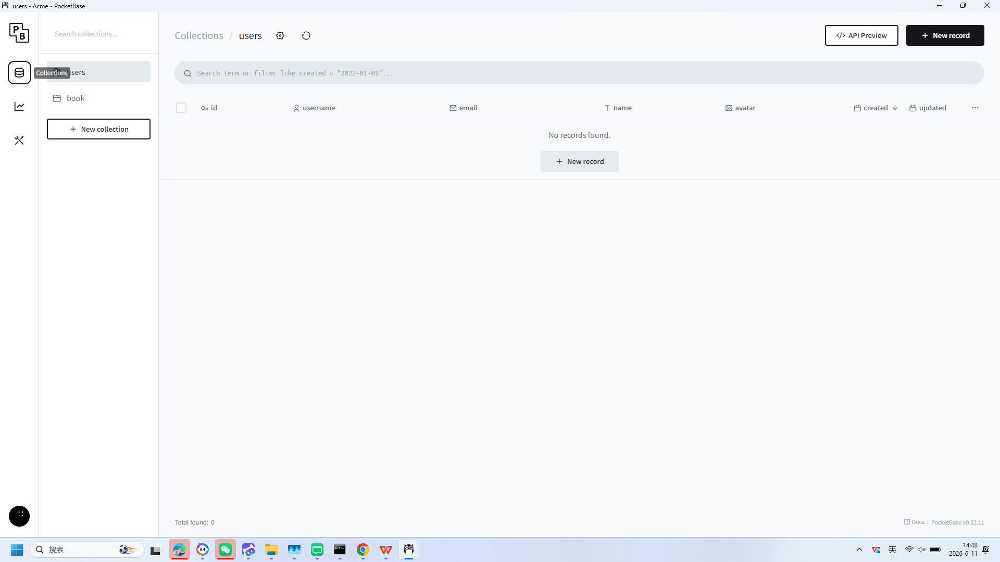 users - Acme - PocketBase
PB
Search collections...
Collections / users
API Preview
New record
Collections
users
Search term or filter like created > "2022-01-01"...
book
id
username
email
name
avatar
created
updated
New collection
No records found.
New record
Total found: 0
Docs | PocketBase v0.22.11
搜索
英
14:48
2026-6-11